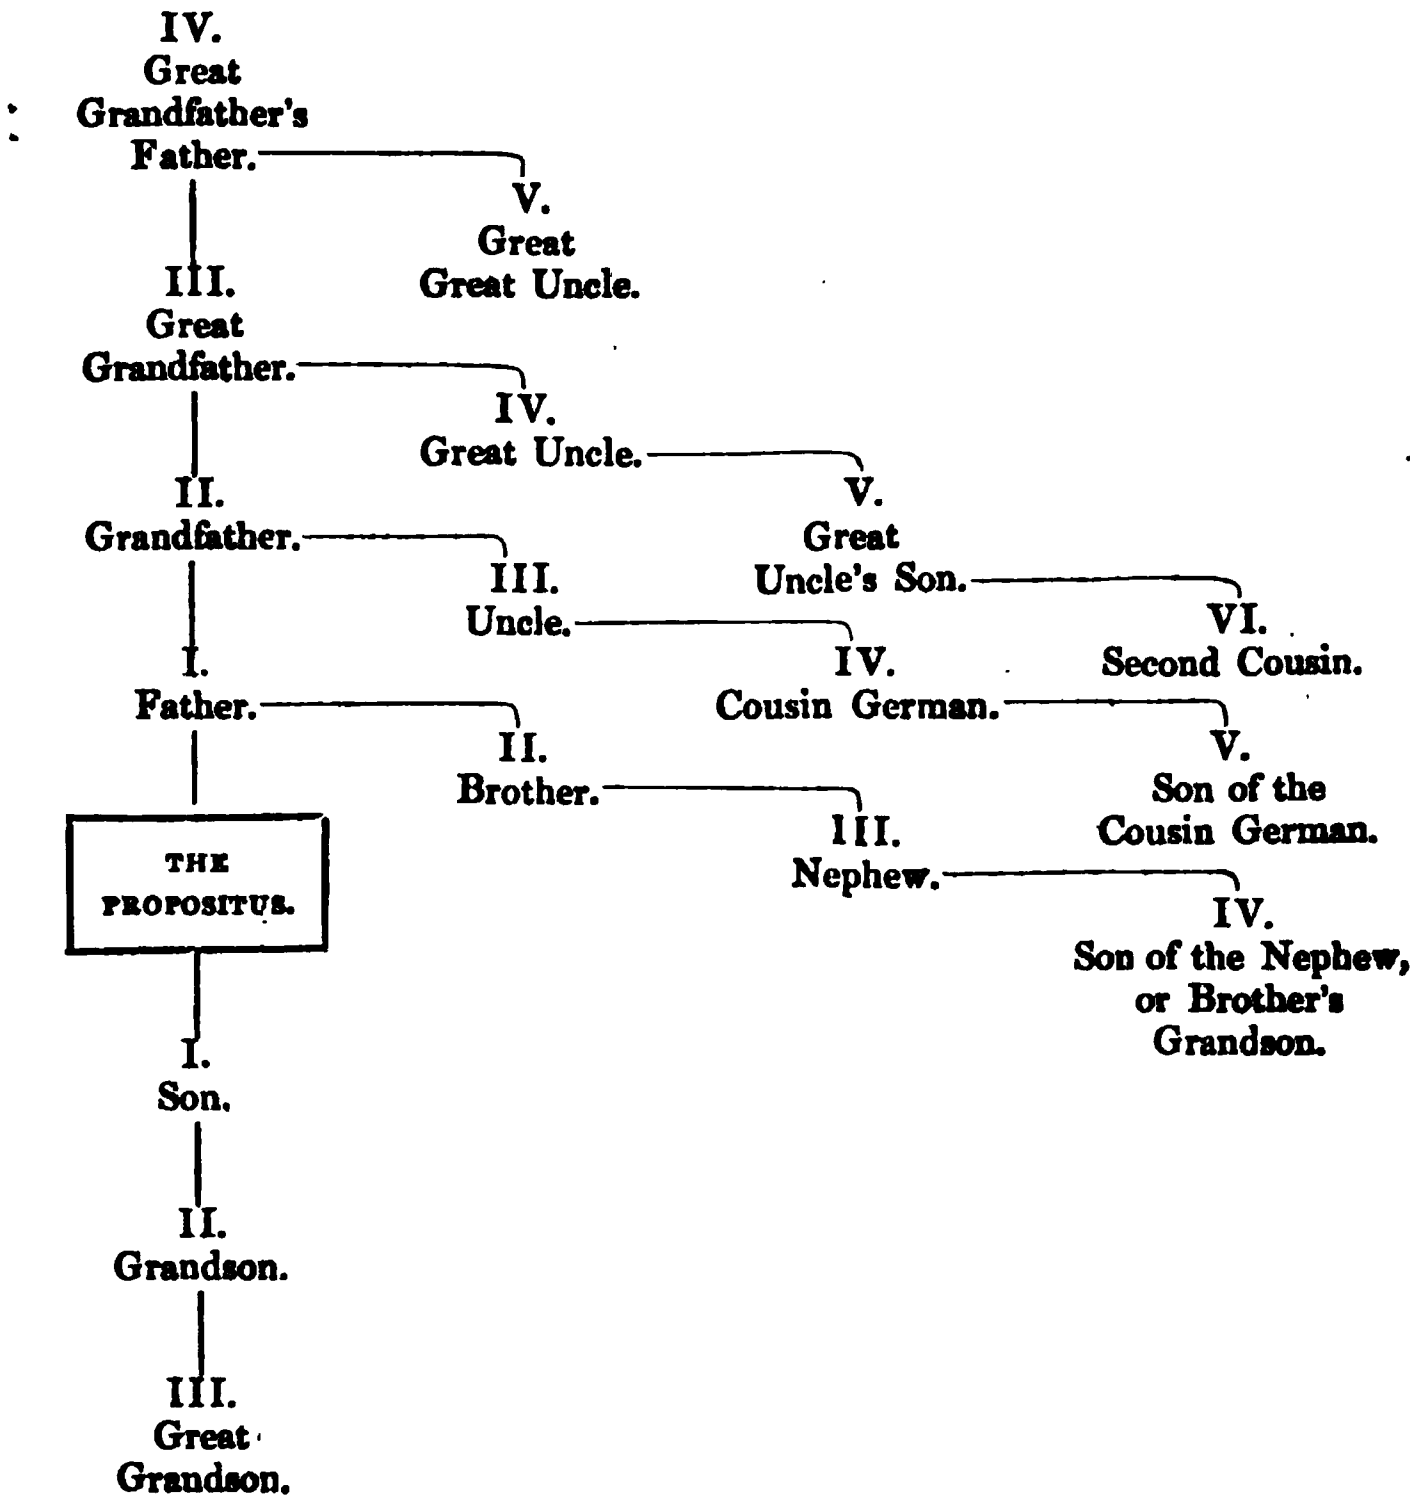 IV.
Great
Grandfather's
Father.
V.
Great
Great Uncle.
III.
Great
Grandfather.
IV.
Great Uncle.
V.
Great
Uncle's Son.
VI.
Second Cousin.
II.
Grandfather.
III.
Uncle.
IV.
Cousin German.
V.
Son of the
Cousin German.
I.
Father.
II.
Brother.
III.
Nephew.
IV.
Son of the Nephew,
or Brother's
Grandson.
THE
PROPOSITUS.
I.
Son.
II.
Grandson.
III.
Great
Grandson.